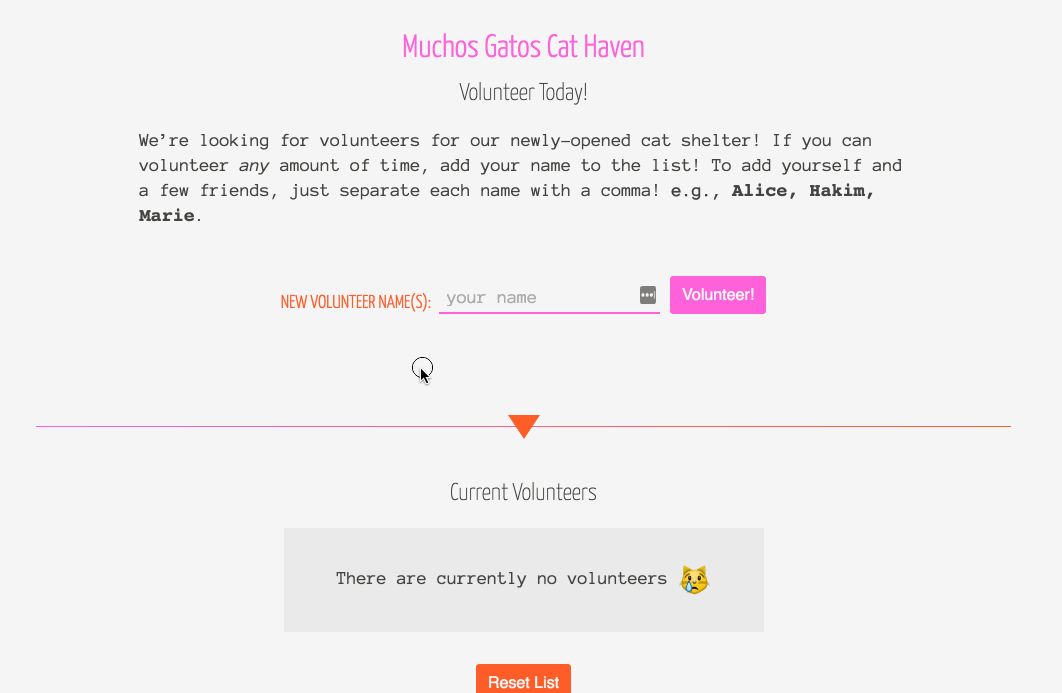 Muchos Gatos Cat Haven
Volunteer Today!
We’re looking for volunteers for our newly-opened cat shelter! If you can
volunteer any amount of time, add your name to the list! To add yourself and
a few friends, just separate each name with a comma! e.g., Alice, Hakim,
Marie.
NEW VOLUNTEER NAME(S): your name Volunteer!
Current Volunteers
There are currently no volunteers 😿
Reset List